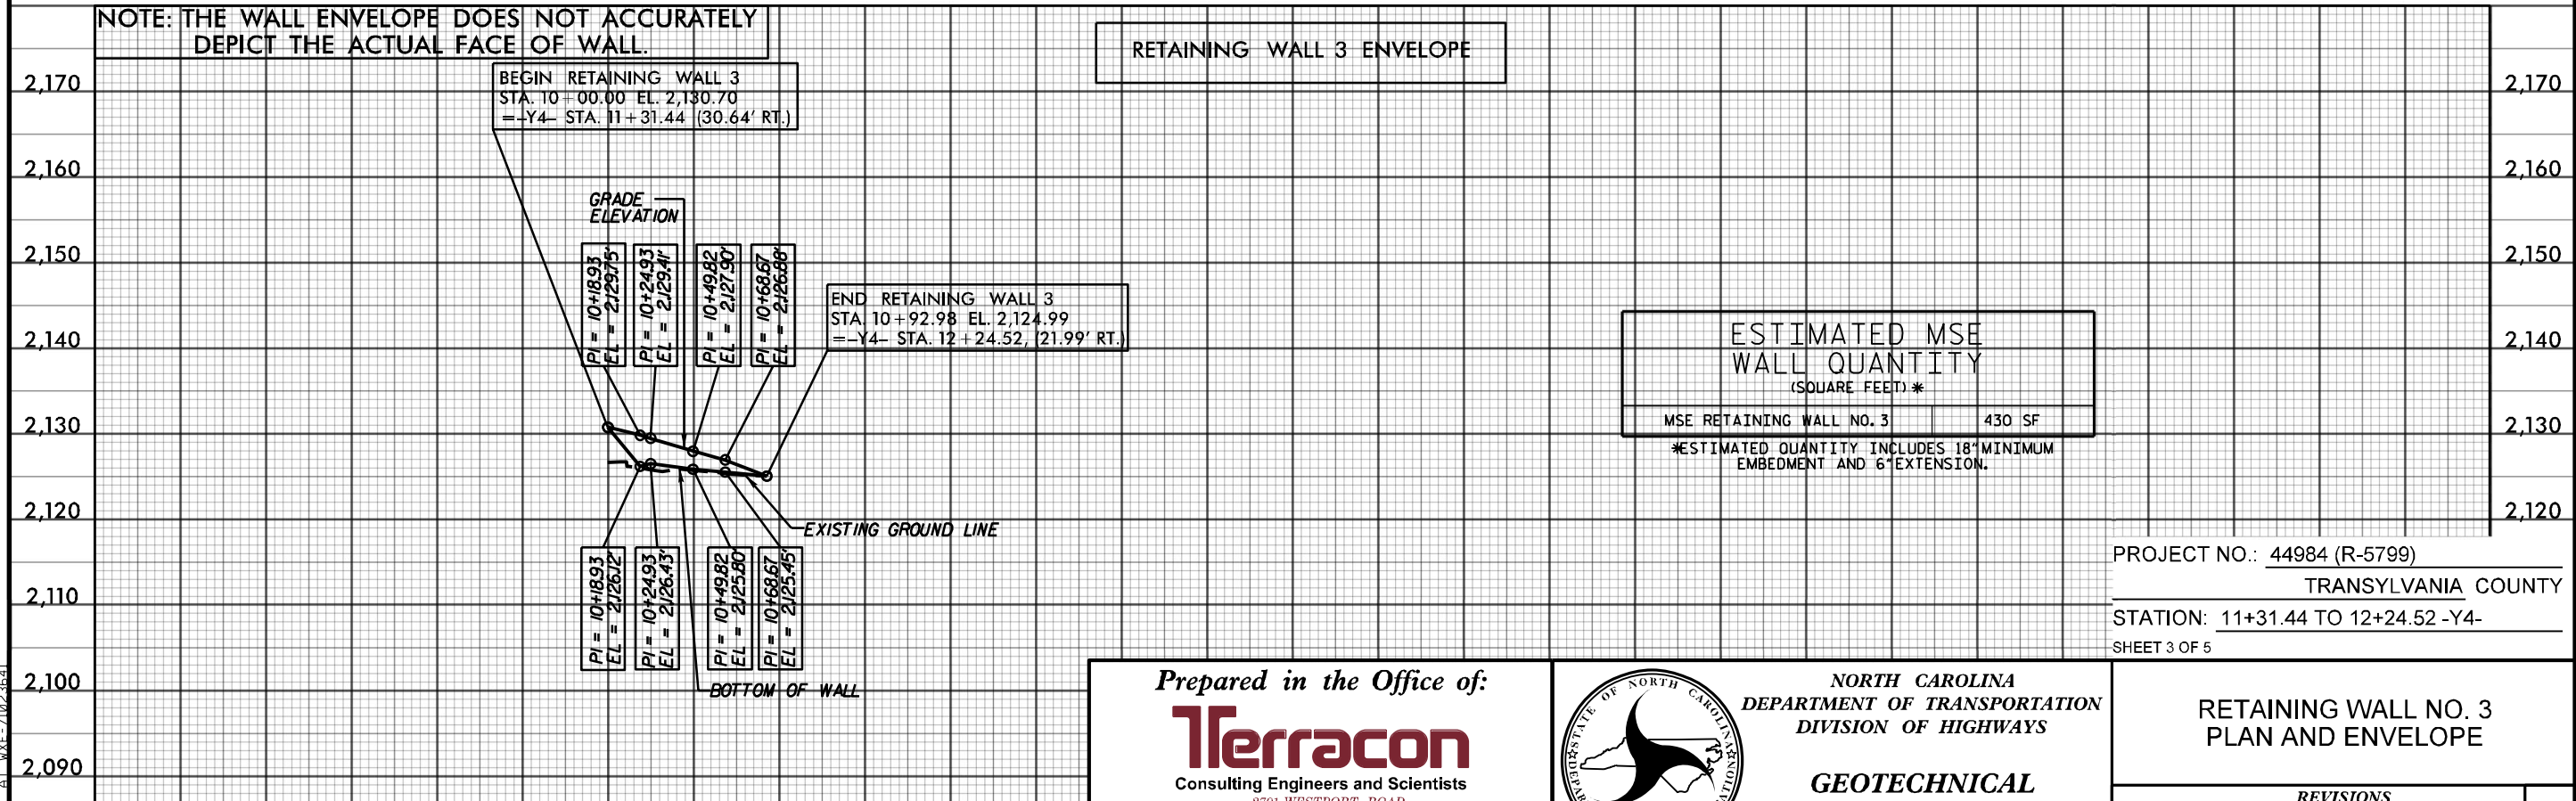 NOTE: THE WALL ENVELOPE DOES NOT ACCURATELY
DEPICT THE ACTUAL FACE OF WALL.
RETAINING WALL 3 ENVELOPE
BEGIN RETAINING WALL 3
STA. 10+00.00 EL. 2,130.70
=-Y4- STA. 11+31.44 (30.64' RT.)
2,170
2,160
2,150
2,140
2,130
2,120
2,110
2,100
2,090
GRADE
ELEVATION
PI = 10+18.93
EL = 2,129.75'
PI = 10+24.93
EL = 2,129.41'
PI = 10+49.82
EL = 2,127.90'
PI = 10+68.67
EL = 2,126.88'
END RETAINING WALL 3
STA. 10+92.98 EL. 2,124.99
=-Y4- STA. 12+24.52, (21.99' RT.)
EXISTING GROUND LINE
PI = 10+18.93
EL = 2,126.12'
PI = 10+24.93
EL = 2,126.43'
PI = 10+49.82
EL = 2,125.80'
PI = 10+68.67
EL = 2,125.45'
BOTTOM OF WALL
ESTIMATED MSE
WALL QUANTITY
(SQUARE FEET) *
MSE RETAINING WALL NO. 3 430 SF
*ESTIMATED QUANTITY INCLUDES 18" MINIMUM
EMBEDMENT AND 6" EXTENSION.
2,170
2,160
2,150
2,140
2,130
2,120
PROJECT NO.: 44984 (R-5799)
TRANSYLVANIA COUNTY
STATION: 11+31.44 TO 12+24.52 -Y4-
SHEET 3 OF 5
Prepared in the Office of:
Terracon
Consulting Engineers and Scientists
STATE OF NORTH CAROLINA
NORTH CAROLINA
DEPARTMENT OF TRANSPORTATION
DIVISION OF HIGHWAYS
GEOTECHNICAL
RETAINING WALL NO. 3
PLAN AND ENVELOPE
REVISIONS